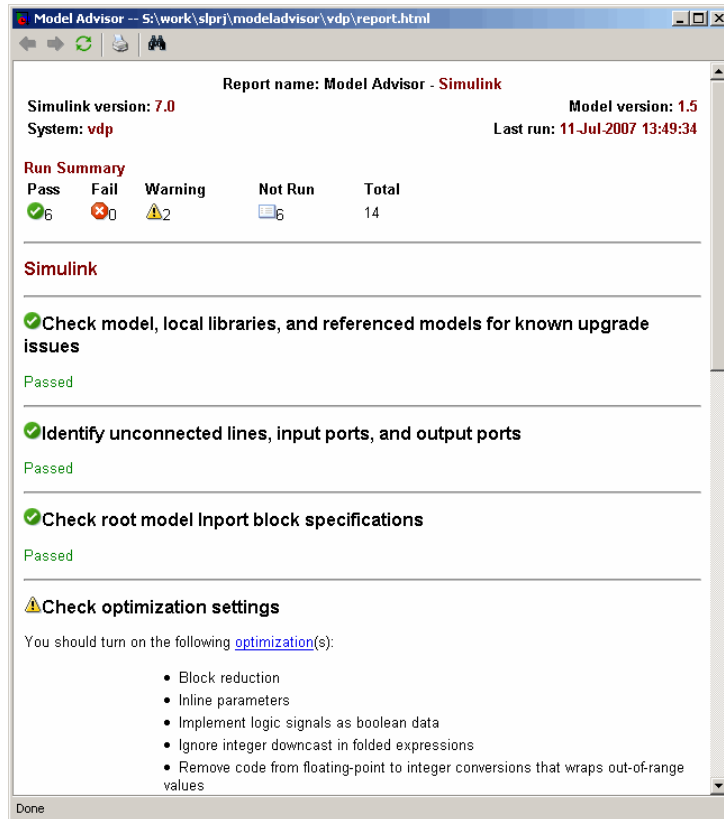 Model Advisor -- S:\work\slprj\modeladvisor\vdp\report.html
Report name: Model Advisor - Simulink
Simulink version: 7.0 Model version: 1.5
System: vdp Last run: 11-Jul-2007 13:49:34
Run Summary
Pass Fail Warning Not Run Total
6 0 2 6 14
Simulink
Check model, local libraries, and referenced models for known upgrade
issues
Passed
Identify unconnected lines, input ports, and output ports
Passed
Check root model Inport block specifications
Passed
Check optimization settings
You should turn on the following optimization(s):
• Block reduction
• Inline parameters
• Implement logic signals as boolean data
• Ignore integer downcast in folded expressions
• Remove code from floating-point to integer conversions that wraps out-of-range
values
Done